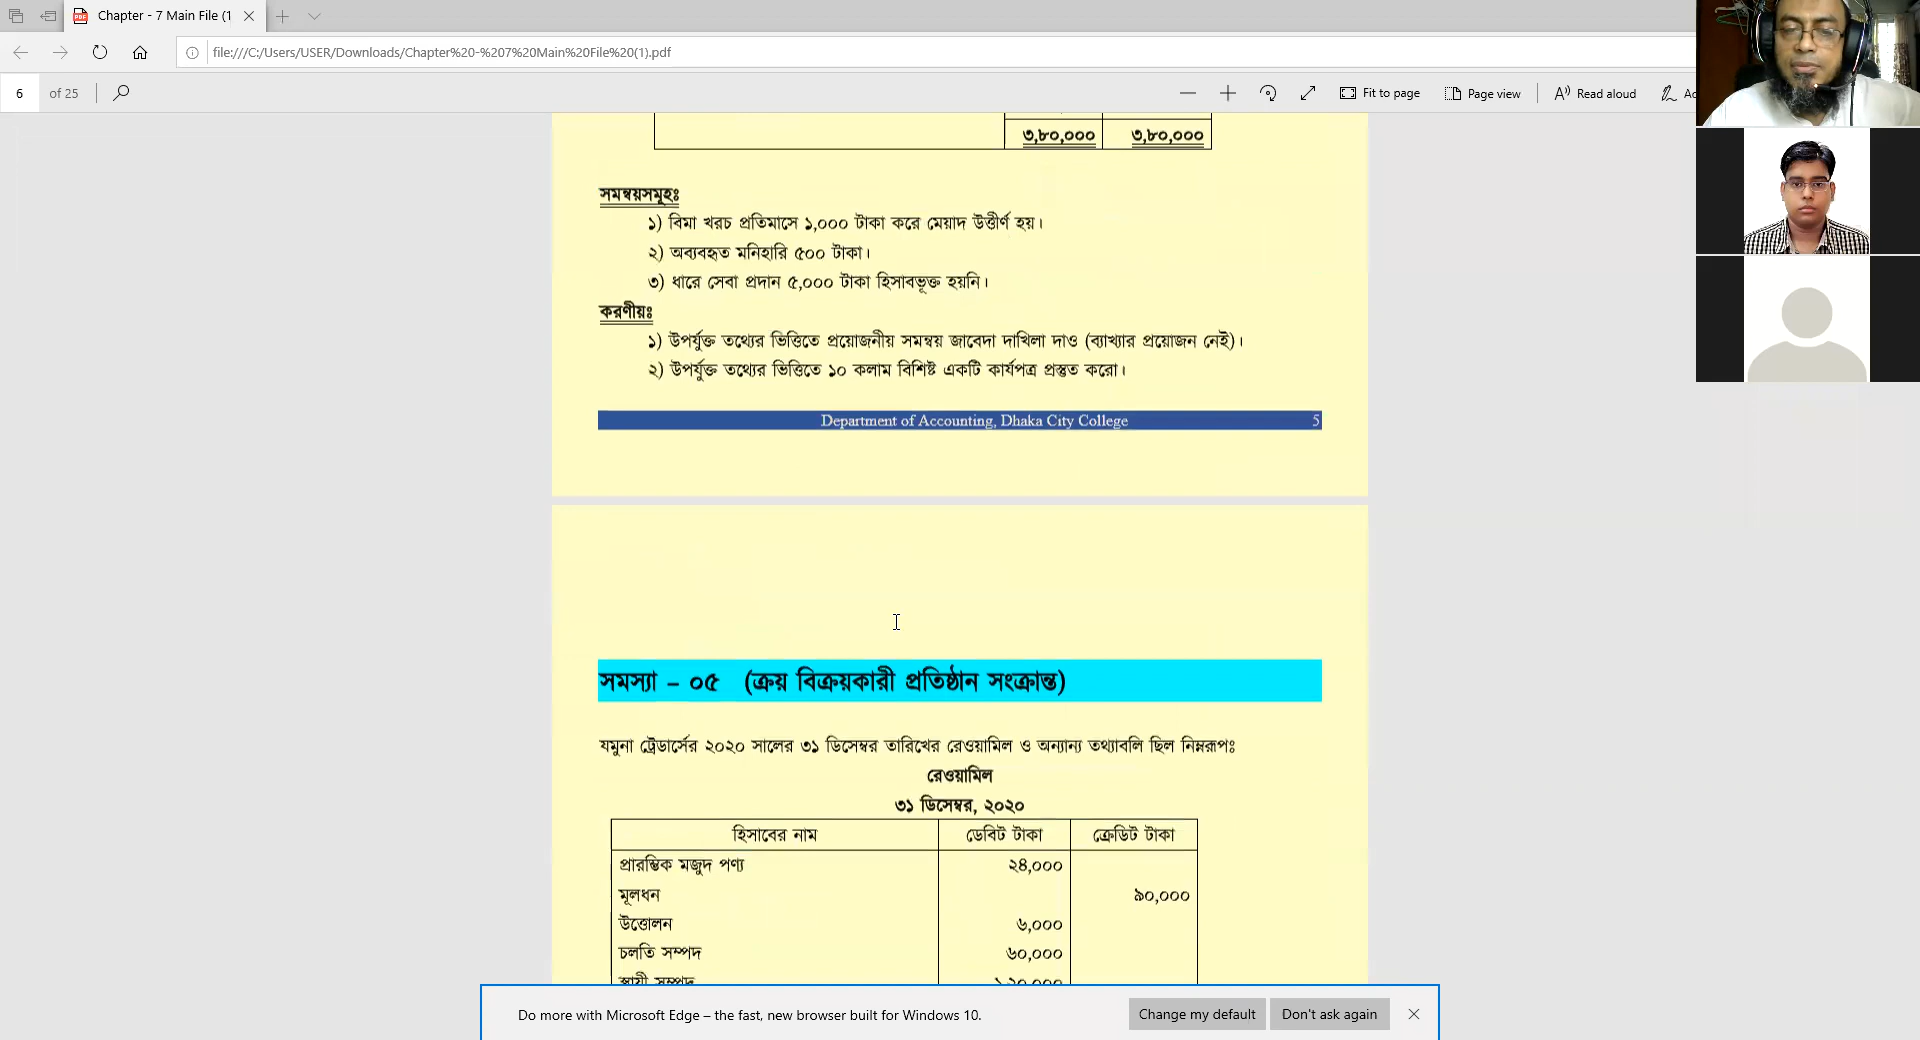 Chapter - 7 Main File (1
file:///C:/Users/USER/Downloads/Chapter%20-%207%20Main%20File%20(1).pdf
6 of 25
Fit to page
Page view
Read aloud
৩,৮০,০০০ ৩,৮০,০০০
সমন্বয়সমূহঃ
১) বিমা খরচ প্রতিমাসে ১,০০০ টাকা করে মেয়াদ উত্তীর্ণ হয়।
২) অব্যবহৃত মনিহারি ৫০০ টাকা।
৩) ধারে সেবা প্রদান ৫,০০০ টাকা হিসাবভূক্ত হয়নি।
করণীয়ঃ
১) উপর্যুক্ত তথ্যের ভিত্তিতে প্রয়োজনীয় সমন্বয় জাবেদা দাখিলা দাও (ব্যাখ্যার প্রয়োজন নেই)।
২) উপর্যুক্ত তথ্যের ভিত্তিতে ১০ কলাম বিশিষ্ট একটি কার্যপত্র প্রস্তুত করো।
Department of Accounting, Dhaka City College 5
সমস্যা – ০৫ (ক্রয় বিক্রয়কারী প্রতিষ্ঠান সংক্রান্ত)
যমুনা ট্রেডার্সের ২০২০ সালের ৩১ ডিসেম্বর তারিখের রেওয়ামিল ও অন্যান্য তথ্যাবলি ছিল নিম্নরূপঃ
রেওয়ামিল
৩১ ডিসেম্বর, ২০২০
হিসাবের নাম ডেবিট টাকা ক্রেডিট টাকা
প্রারম্ভিক মজুদ পণ্য ২৪,০০০
মূলধন ৯০,০০০
উত্তোলন ৬,০০০
চলতি সম্পদ ৬০,০০০
স্থায়ী সম্পদ ১,২০,০০০
Do more with Microsoft Edge – the fast, new browser built for Windows 10.
Change my default
Don't ask again